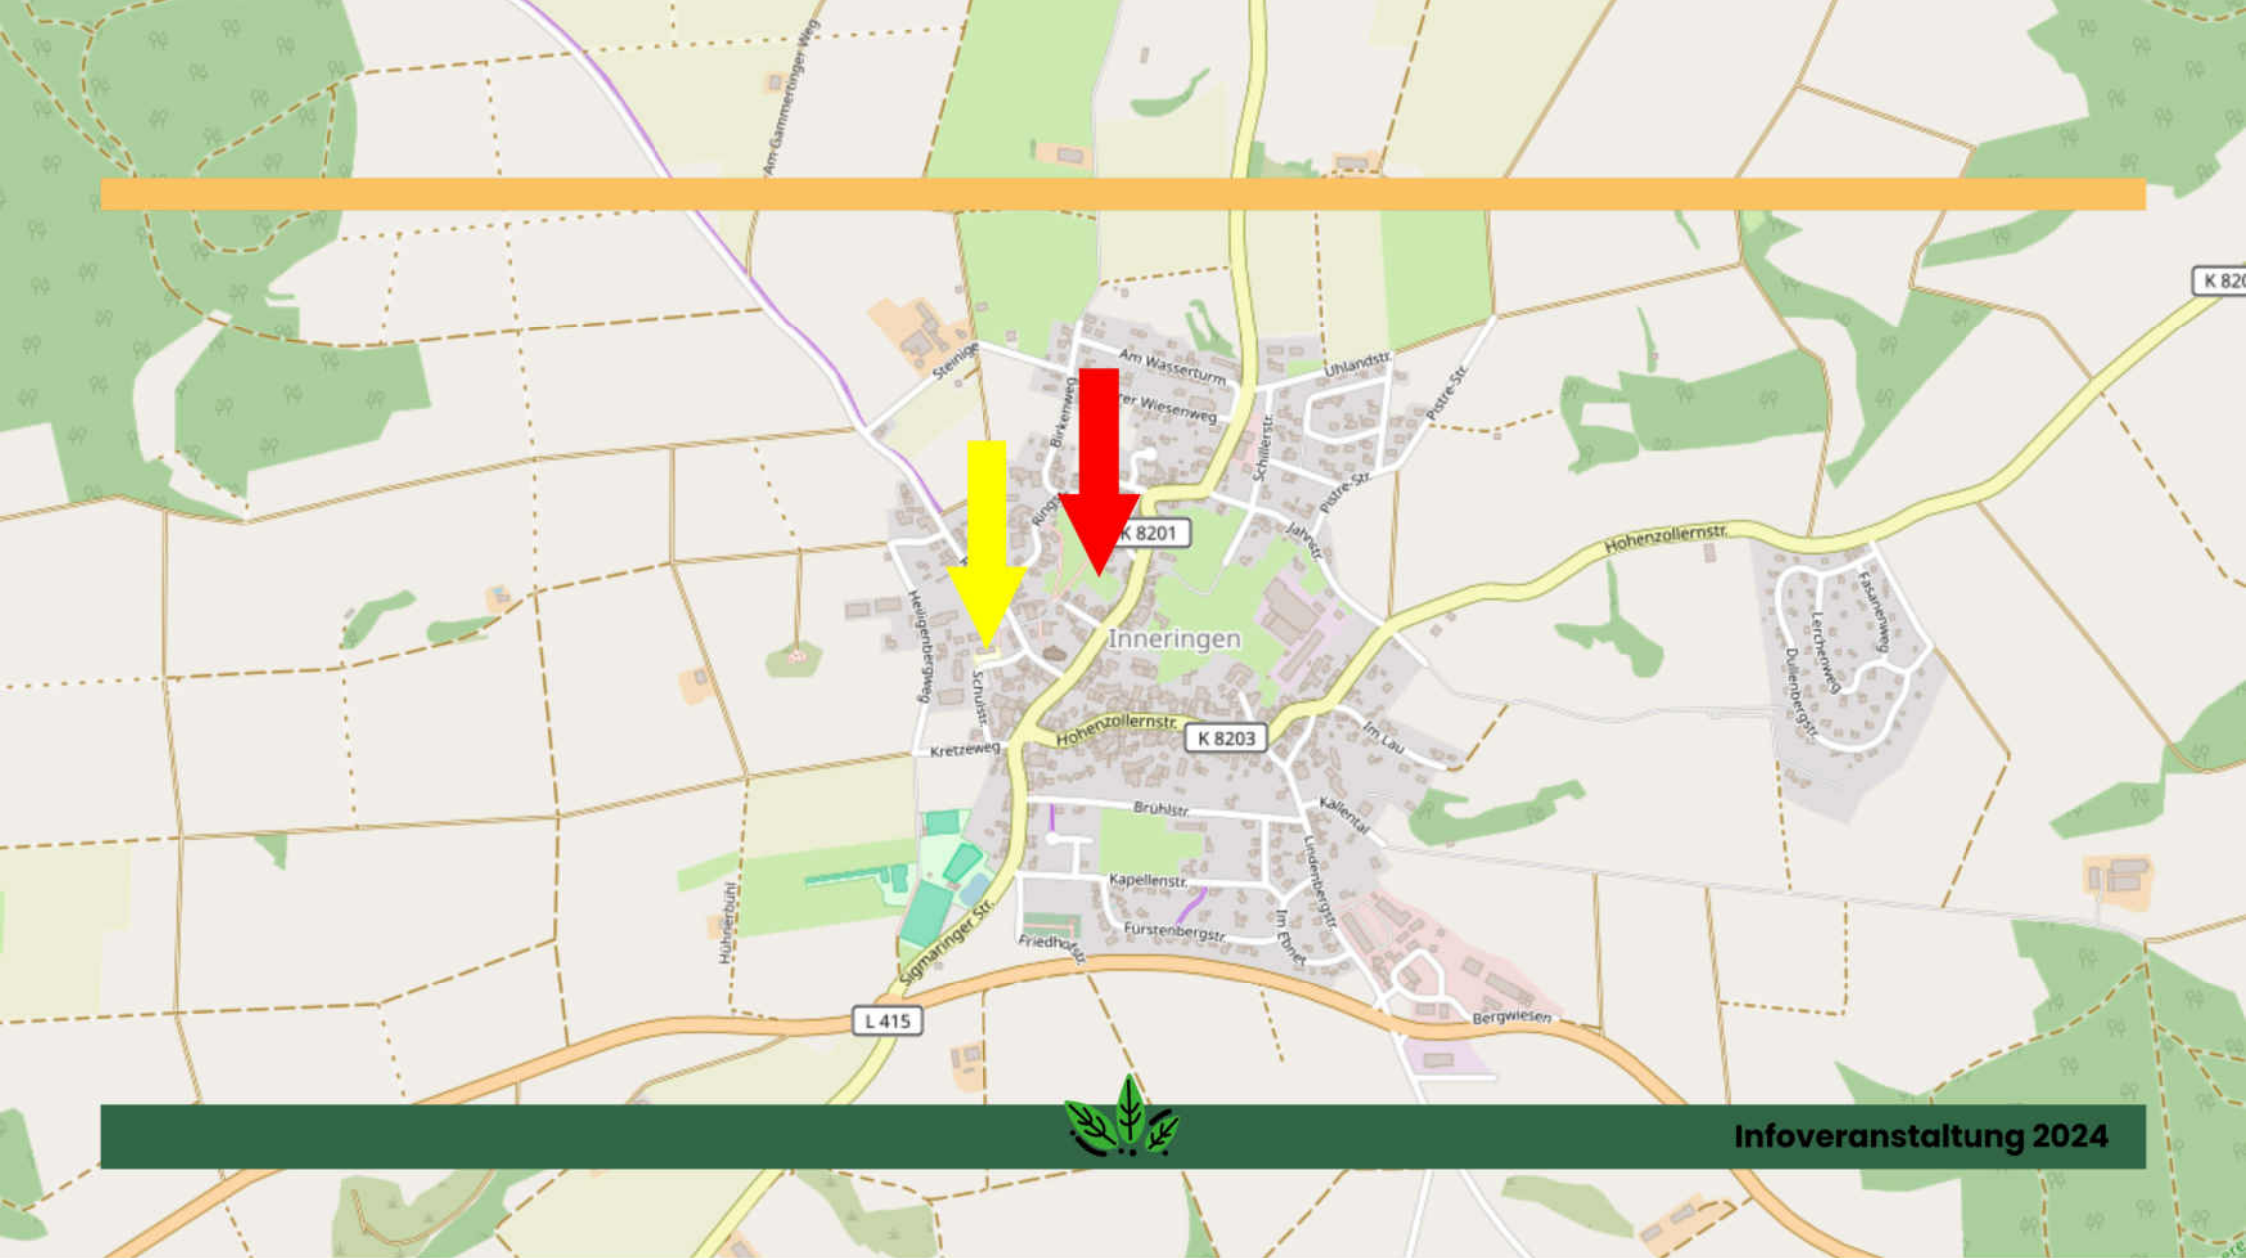 Am Gammertinger Weg
K 820
Steinige
Am Wasserturm
Uhlandstr.
rer Wiesenweg
Birkenweg
Schillerstr.
Pistre-Str.
Pistre-Str.
Rings
K 8201
Jahnstr.
Hohenzollernstr.
Heiligenbergweg
Inneringen
Fasanenweg
Lerchenweg
Dullenbergstr.
Schulstr.
Hohenzollernstr.
K 8203
Im Lau
Kretzeweg
Brühlstr.
Kallental
Lindenbergstr.
Kapellenstr.
Hühnerbühl
Sigmaringer Str.
Friedhofstr.
Fürstenbergstr.
Im Ebnet
L 415
Bergwiesen
Infoveranstaltung 2024